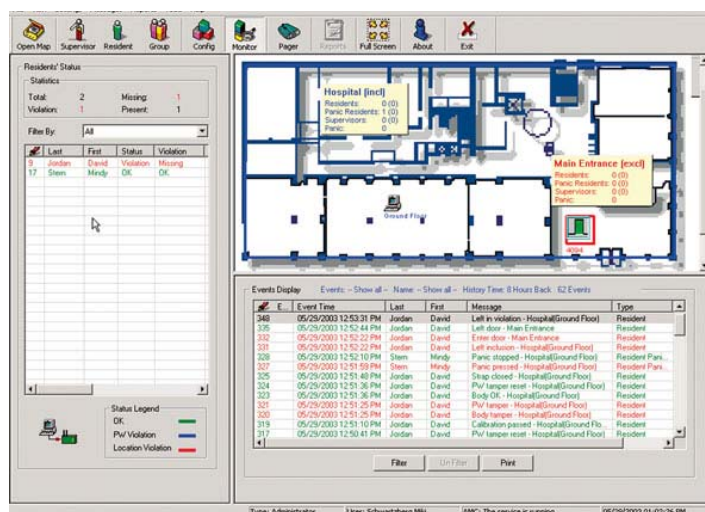 Open Map Supervisor Resident Group Config Monitor Pager Reports Full Screen About Exit
Residents' Status
Statistics
Total: 2 Missing: 1
Violation: 1 Present: 1
Filter By: All
Last First Status Violation
9 Jordan David Violation Missing
17 Stern Mindy OK OK
Status Legend
OK
PW Violation
Location Violation
Hospital (incl)
Residents: 0 (0)
Panic Residents: 1 (0)
Supervisors: 0 (0)
Panic: 0
Main Entrance (excl)
Residents: 0 (0)
Panic Residents: 0 (0)
Supervisors: 0 (0)
Panic: 0
Ground Floor
4094
Events Display Events: - Show all - Name: - Show all - History Time: 8 Hours Back : 62 Events
E... Event Time Last First Message Type
348 05/29/2003 12:53:31 PM Jordan David Left in violation - Hospital(Ground Floor) Resident
335 05/29/2003 12:52:44 PM Jordan David Left door - Main Entrance Resident
332 05/29/2003 12:52:22 PM Jordan David Enter door - Main Entrance Resident
331 05/29/2003 12:52:22 PM Jordan David Left inclusion - Hospital(Ground Floor) Resident
328 05/29/2003 12:52:10 PM Stern Mindy Panic stopped - Hospital(Ground Floor) Resident Pani...
327 05/29/2003 12:51:59 PM Stern Mindy Panic pressed - Hospital(Ground Floor) Resident Pani...
325 05/29/2003 12:51:48 PM Jordan David Strap closed - Hospital(Ground Floor) Resident
324 05/29/2003 12:51:36 PM Jordan David PW tamper reset - Hospital(Ground Floor) Resident
323 05/29/2003 12:51:36 PM Jordan David Body OK - Hospital(Ground Floor) Resident
321 05/29/2003 12:51:25 PM Jordan David PW tamper - Hospital(Ground Floor) Resident
320 05/29/2003 12:51:25 PM Jordan David Body tamper - Hospital(Ground Floor) Resident
319 05/29/2003 12:51:10 PM Jordan David Calibration passed - Hospital(Ground Flo... Resident
317 05/29/2003 12:50:41 PM Jordan David PW tamper reset - Hospital(Ground Floor) Resident
Filter Un Filter Print